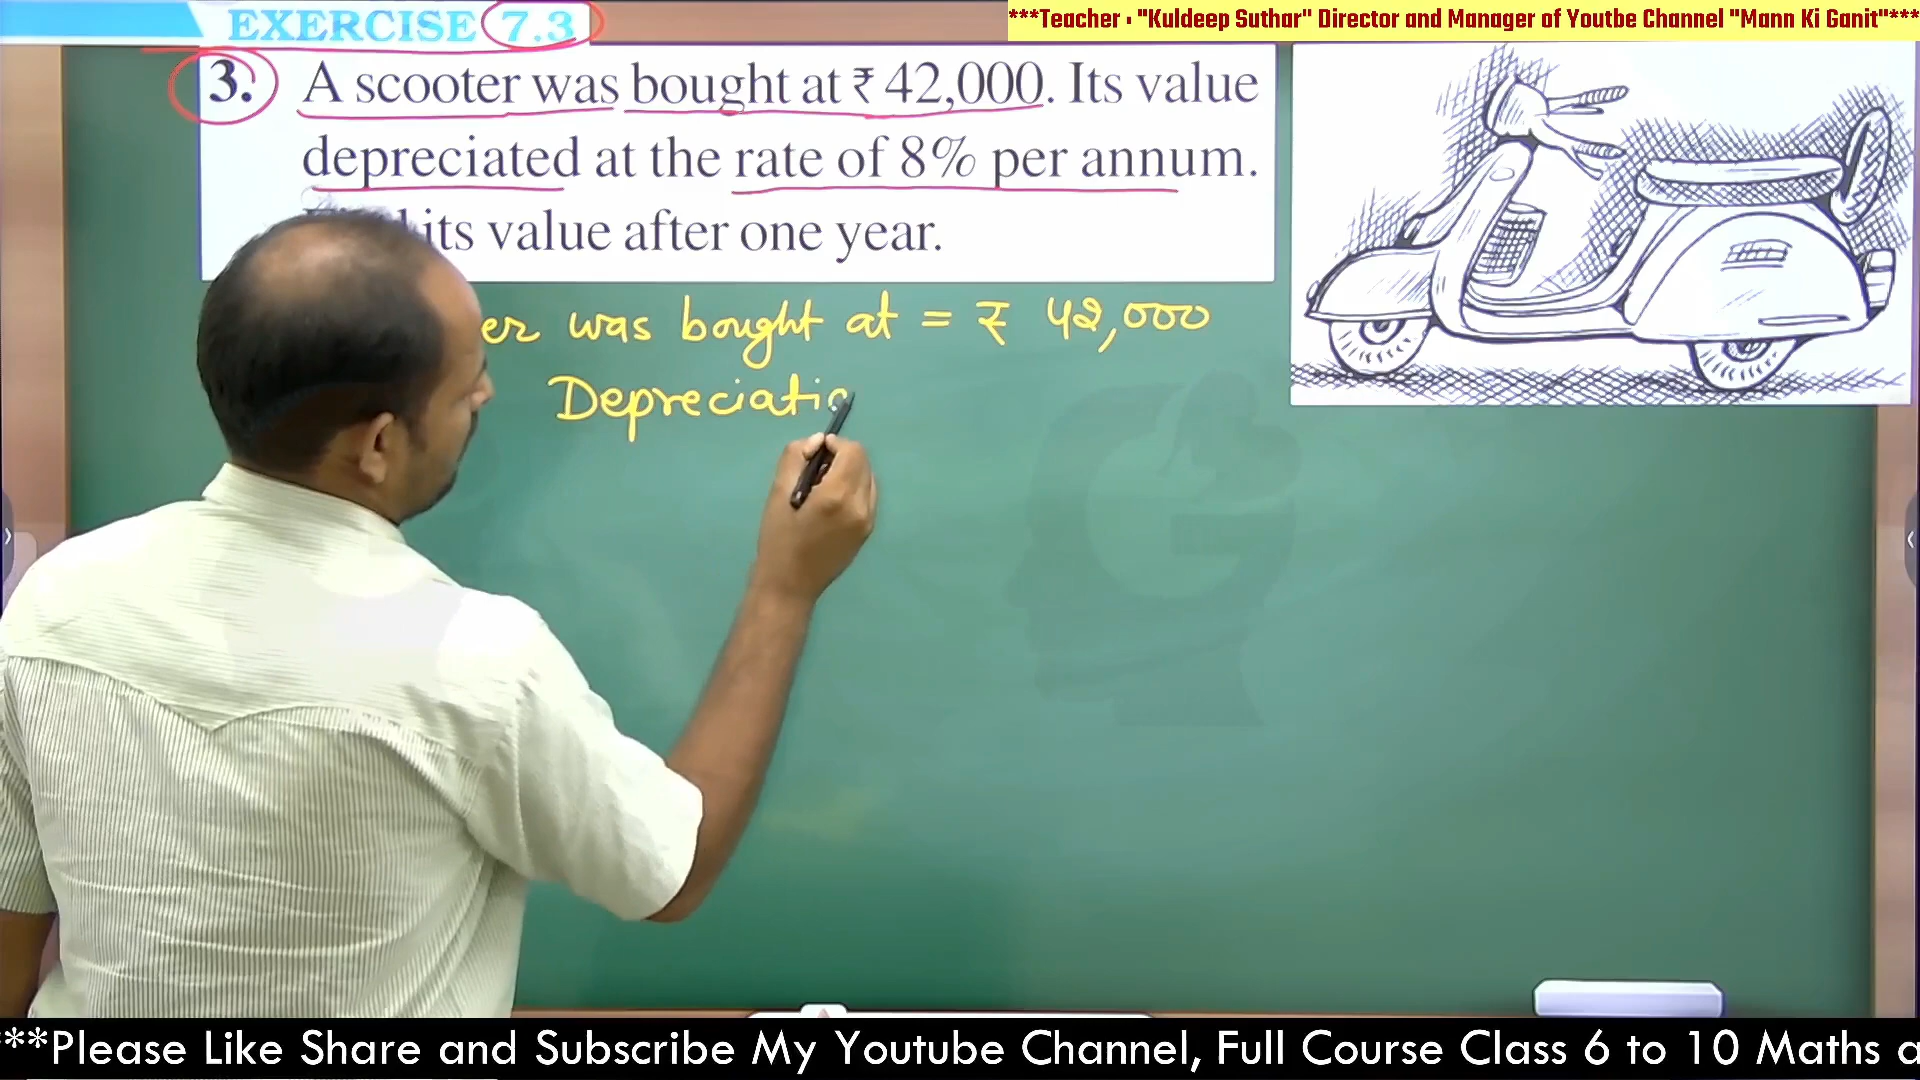 EXERCISE 7.3
***Teacher : "Kuldeep Suthar" Director and Manager of Youtbe Channel "Mann Ki Ganit"***
3. A scooter was bought at ₹ 42,000. Its value
depreciated at the rate of 8% per annum.
its value after one year.
er was bought at = ₹ 42,000
Depreciatio
***Please Like Share and Subscribe My Youtube Channel, Full Course Class 6 to 10 Maths a